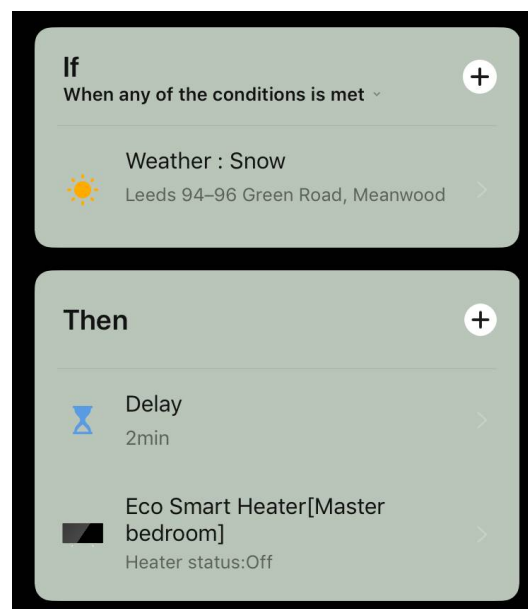 If
When any of the conditions is met
Weather : Snow
Leeds 94–96 Green Road, Meanwood
Then
Delay
2min
Eco Smart Heater[Master
bedroom]
Heater status:Off